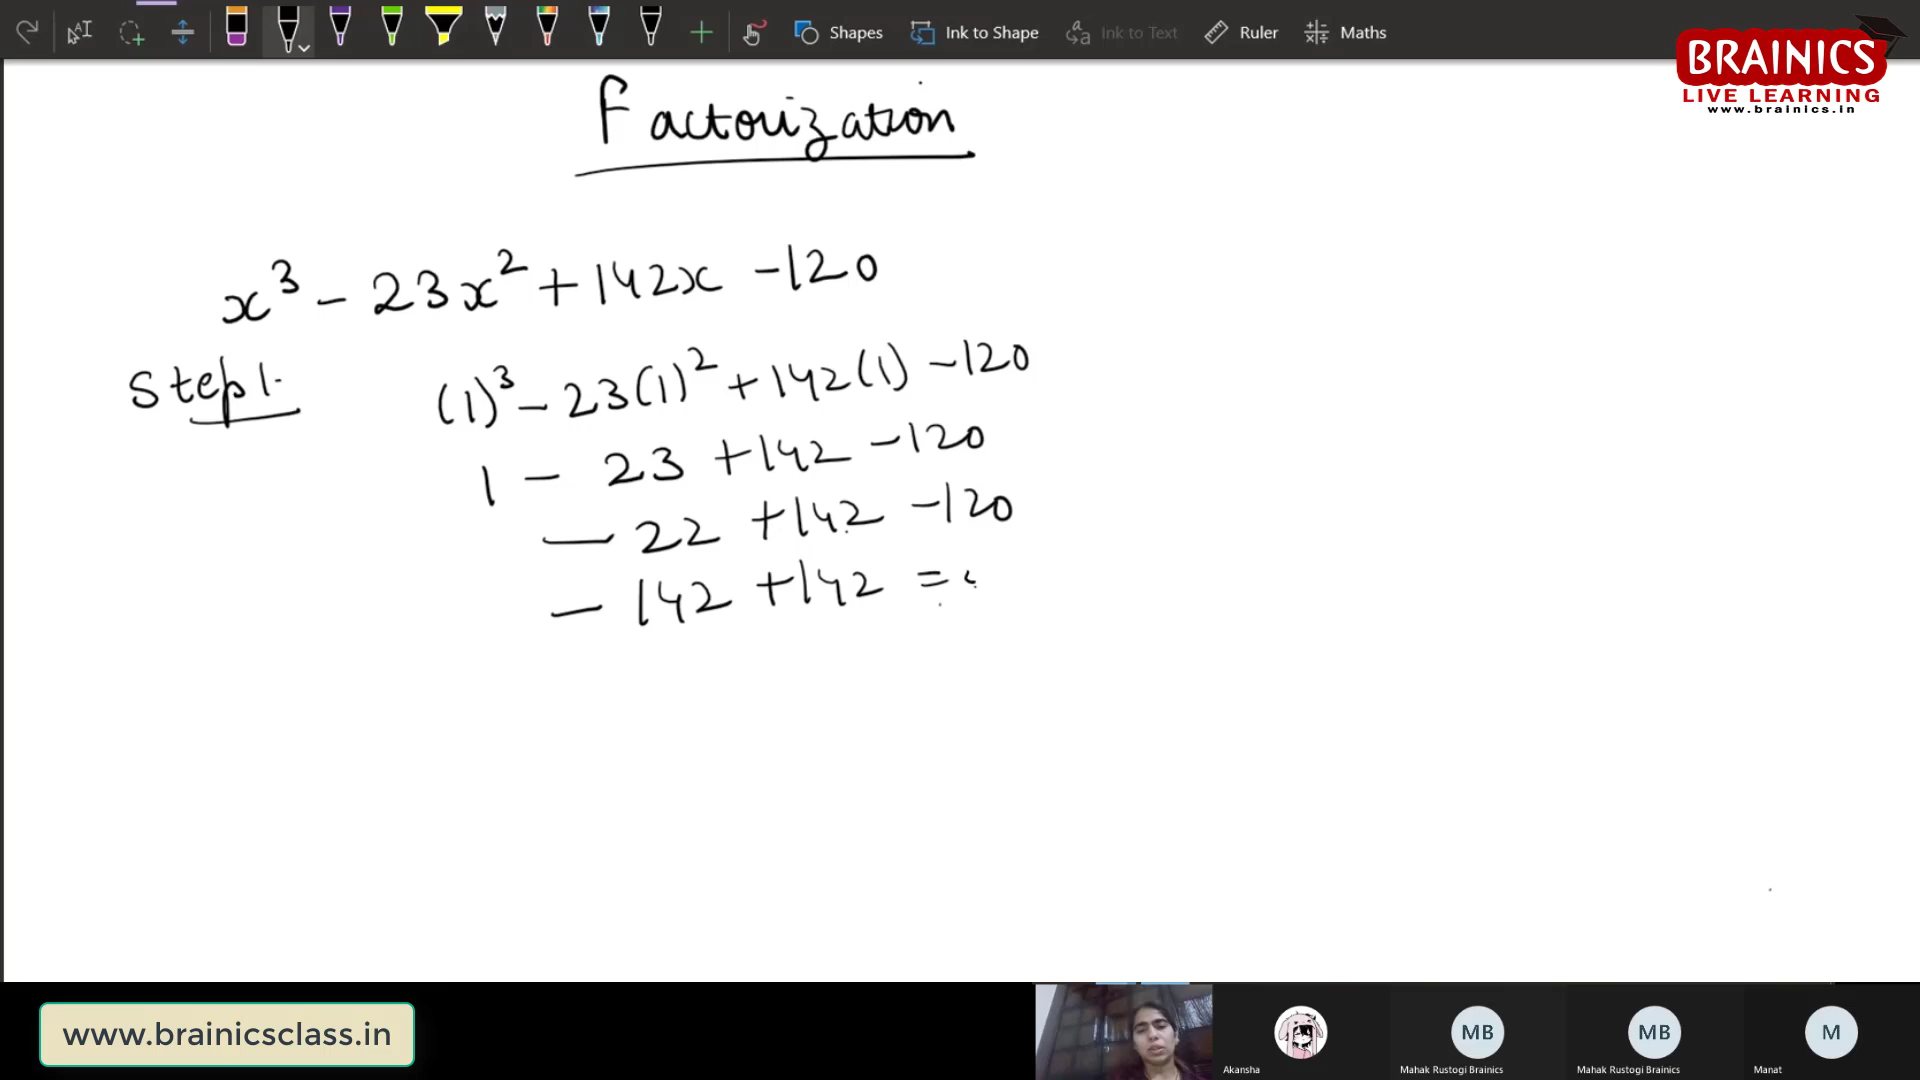 Shapes
Ink to Shape
Ink to Text
Ruler
Maths
BRAINICS
LIVE LEARNING
www.brainics.in
Factorization
x³ - 23x² + 142x - 120
Step 1.
(1)³ - 23(1)² + 142(1) - 120
1 - 23 + 142 - 120
- 22 + 142 - 120
- 142 + 142 =
www.brainicsclass.in
Akansha
MB
Mahak Rustogi Brainics
MB
Mahak Rustogi Brainics
M
Manat